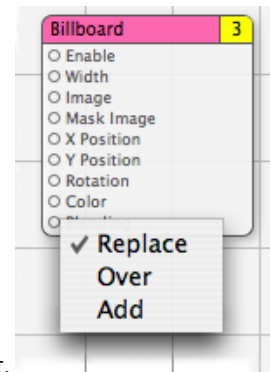 Billboard 3
Enable
Width
Image
Mask Image
X Position
Y Position
Rotation
Color
✓ Replace
Over
Add